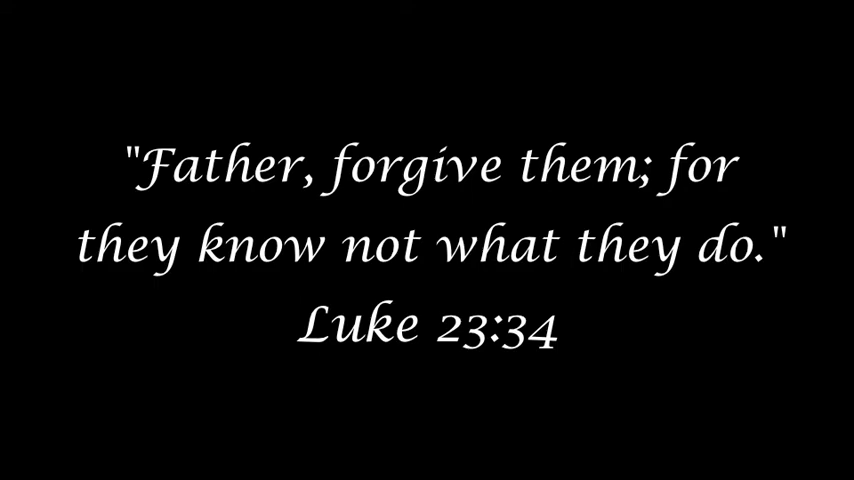 "Father, forgive them; for
they know not what they do."
Luke 23:34